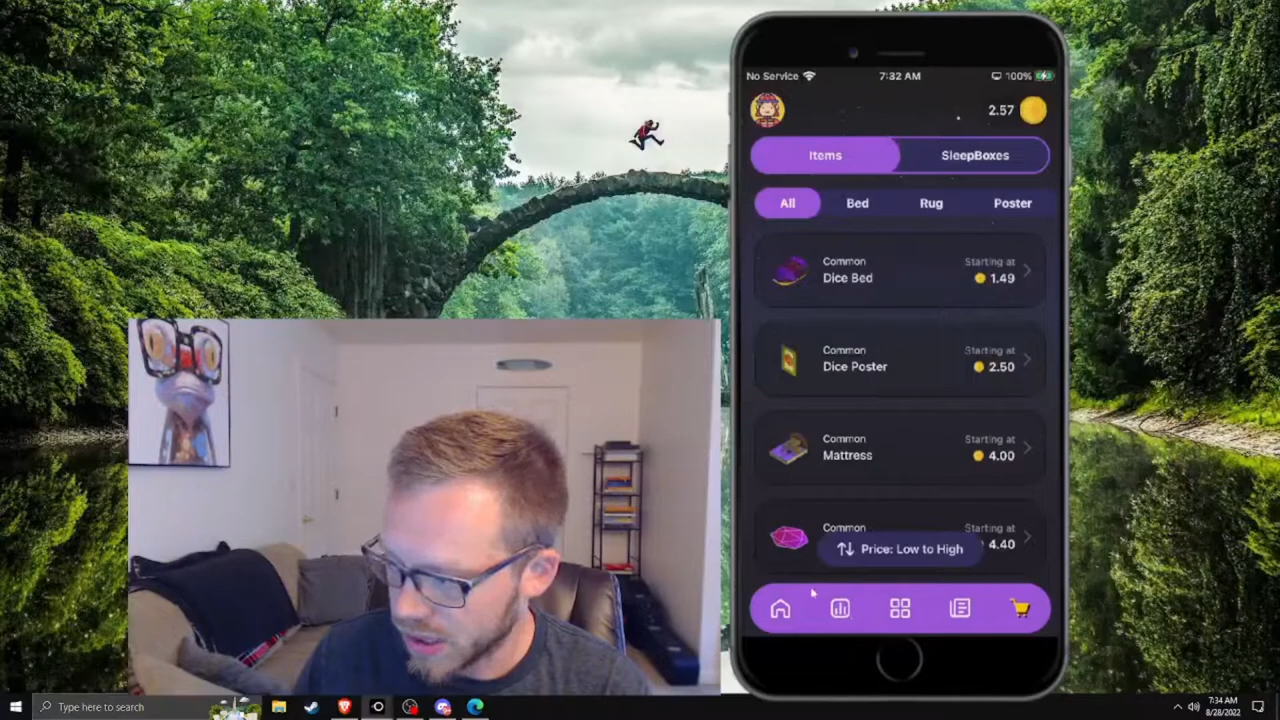 No Service
7:32 AM
100%
2.57
Items
SleepBoxes
All
Bed
Rug
Poster
Common
Starting at
Dice Bed
1.49
Common
Starting at
Dice Poster
2.50
Common
Starting at
Mattress
4.00
Common
Starting at
4.40
Price: Low to High
Type here to search
7:34 AM
8/28/2022